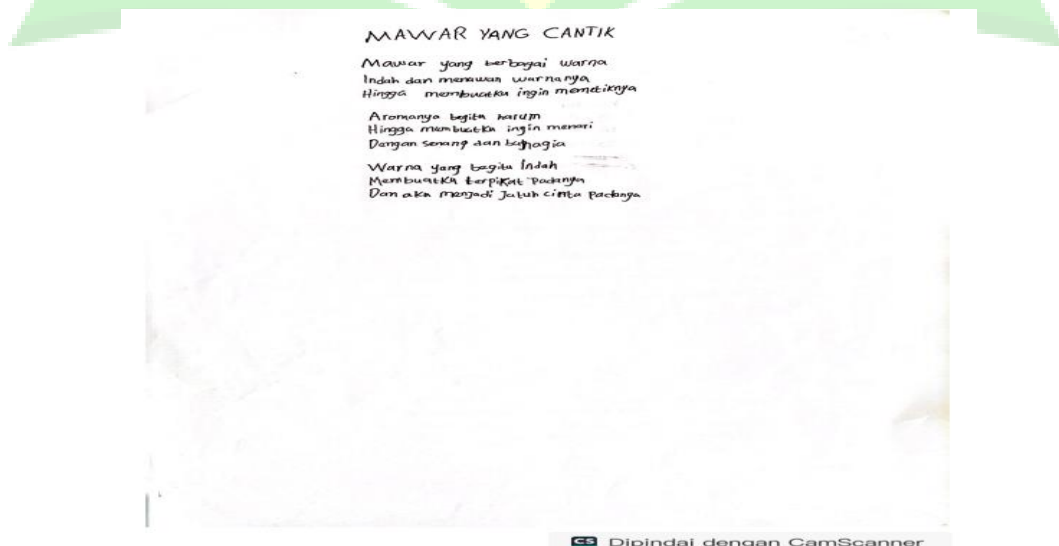 MAWAR YANG CANTIK
Mawar yang berbagai warna
Indah dan menawan warnanya
Hingga membuatku ingin memetiknya
Aromanya begitu harum
Hingga membuatku ingin menari
Dangan senang dan bahagia
Warna yang begitu Indah
Membuatku terpikat Padanya
Dan aku menjadi Jatuh cinta Padanya
CS Dipindai dengan CamScanner